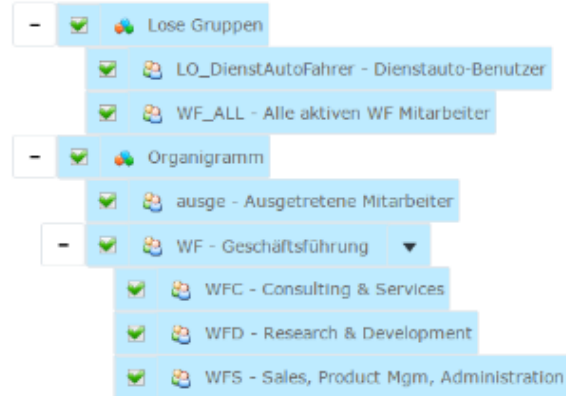 Lose Gruppen
LO_DienstAutoFahrer - Dienstauto-Benutzer
WF_ALL - Alle aktiven WF Mitarbeiter
Organigramm
ausge - Ausgetretene Mitarbeiter
WF - Geschäftsführung
WFC - Consulting & Services
WFD - Research & Development
WFS - Sales, Product Mgm, Administration